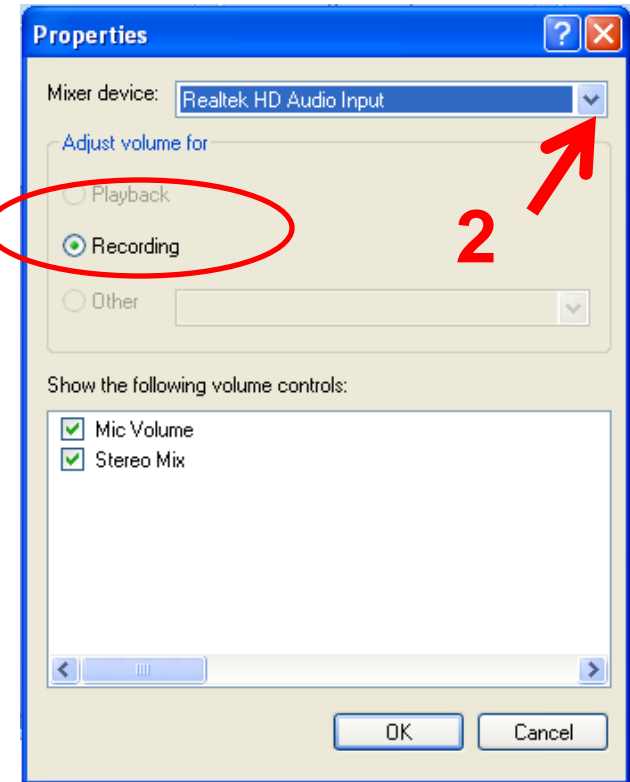 Properties
Mixer device: Realtek HD Audio Input
Adjust volume for
Playback
2
Recording
Other
Show the following volume controls:
Mic Volume
Stereo Mix
OK Cancel